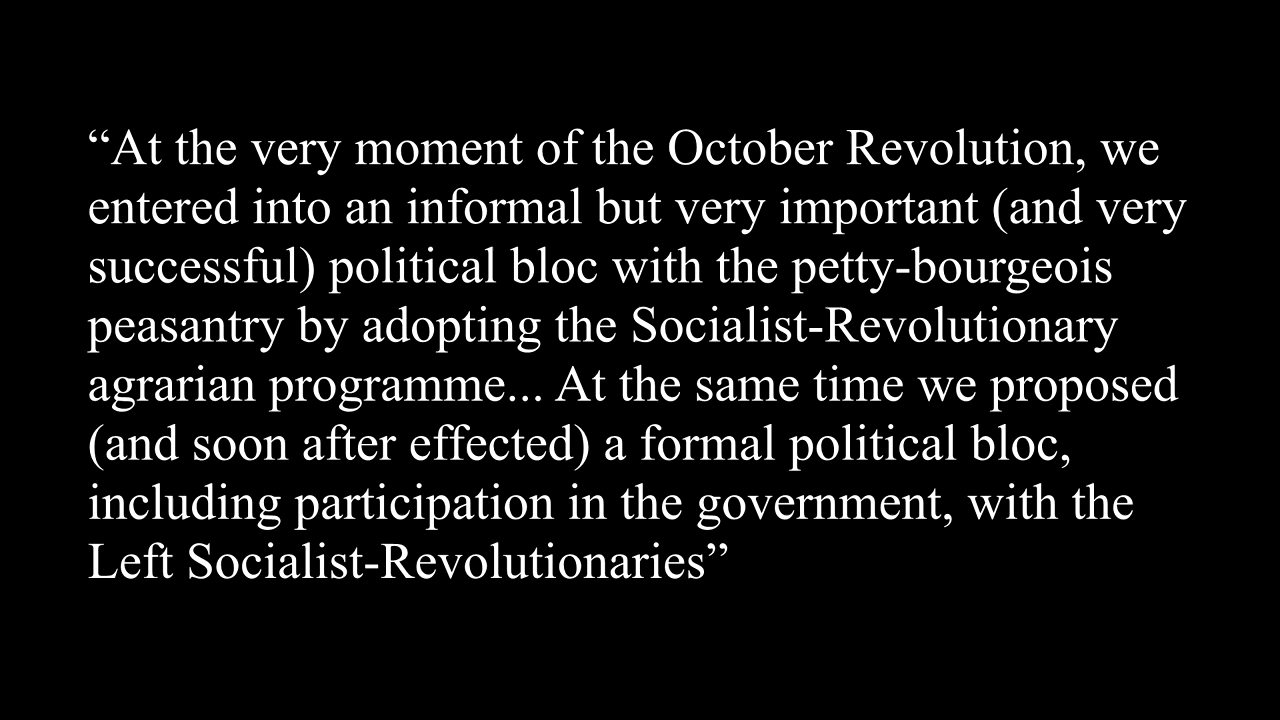 “At the very moment of the October Revolution, we
entered into an informal but very important (and very
successful) political bloc with the petty-bourgeois
peasantry by adopting the Socialist-Revolutionary
agrarian programme... At the same time we proposed
(and soon after effected) a formal political bloc,
including participation in the government, with the
Left Socialist-Revolutionaries”